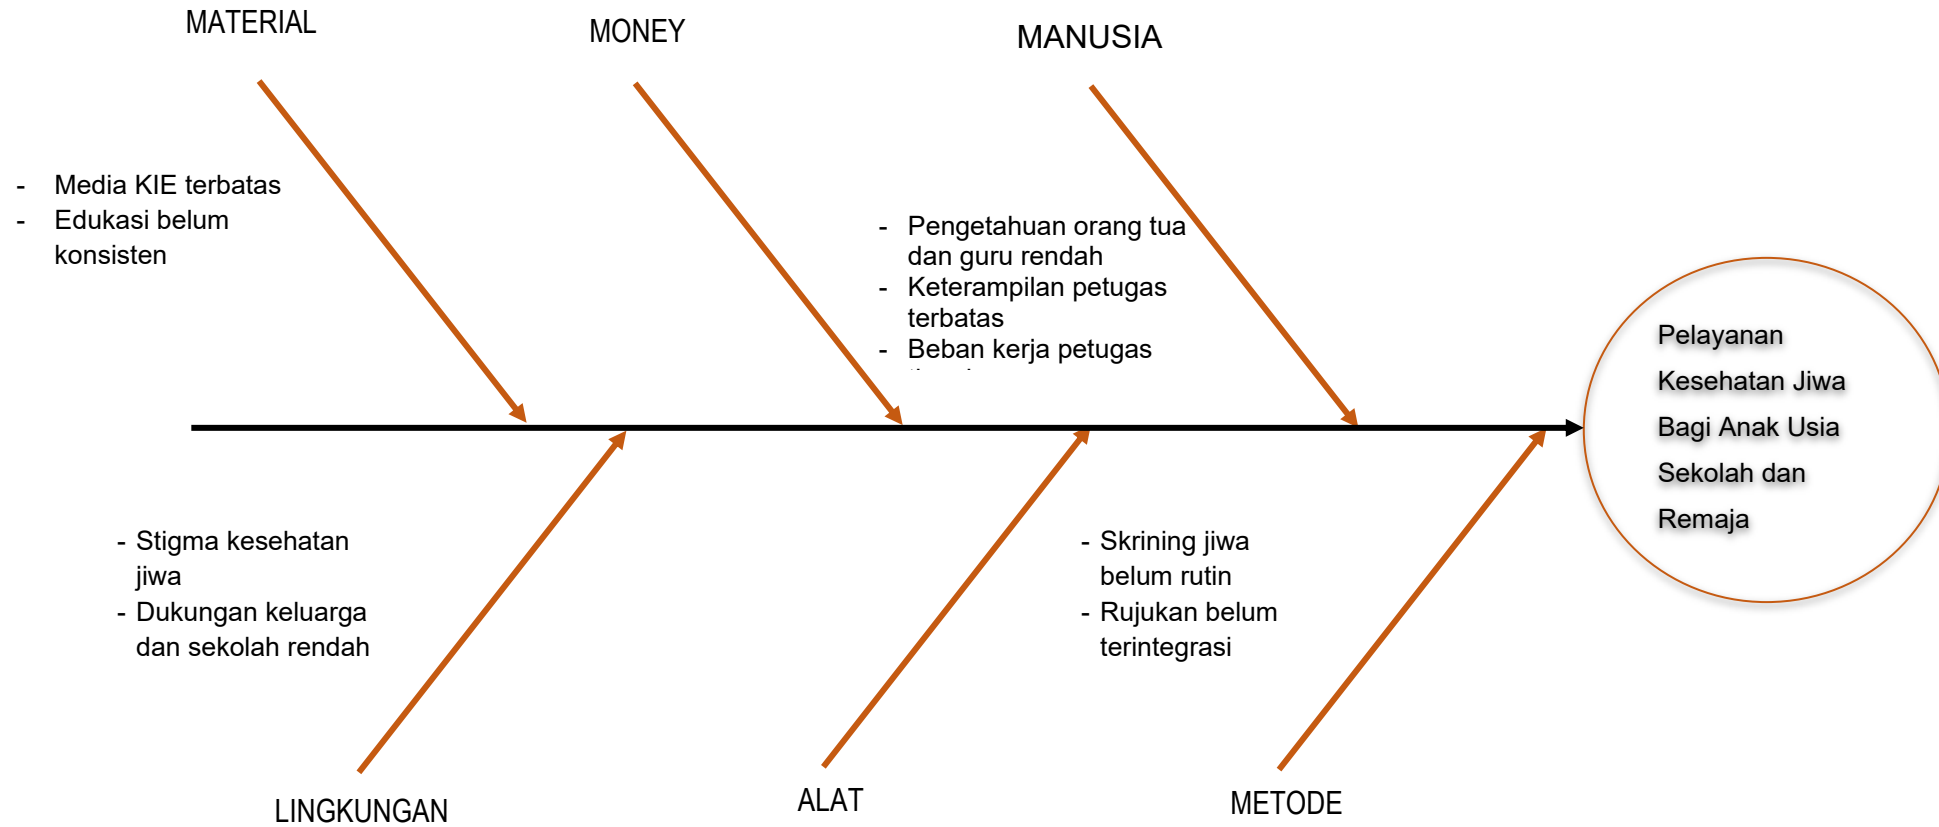 MATERIAL
MONEY
MANUSIA
- Media KIE terbatas
- Edukasi belum
konsisten
- Pengetahuan orang tua
dan guru rendah
- Keterampilan petugas
terbatas
- Beban kerja petugas
Pelayanan
Kesehatan Jiwa
Bagi Anak Usia
Sekolah dan
Remaja
- Stigma kesehatan
jiwa
- Dukungan keluarga
dan sekolah rendah
- Skrining jiwa
belum rutin
- Rujukan belum
terintegrasi
LINGKUNGAN
ALAT
METODE